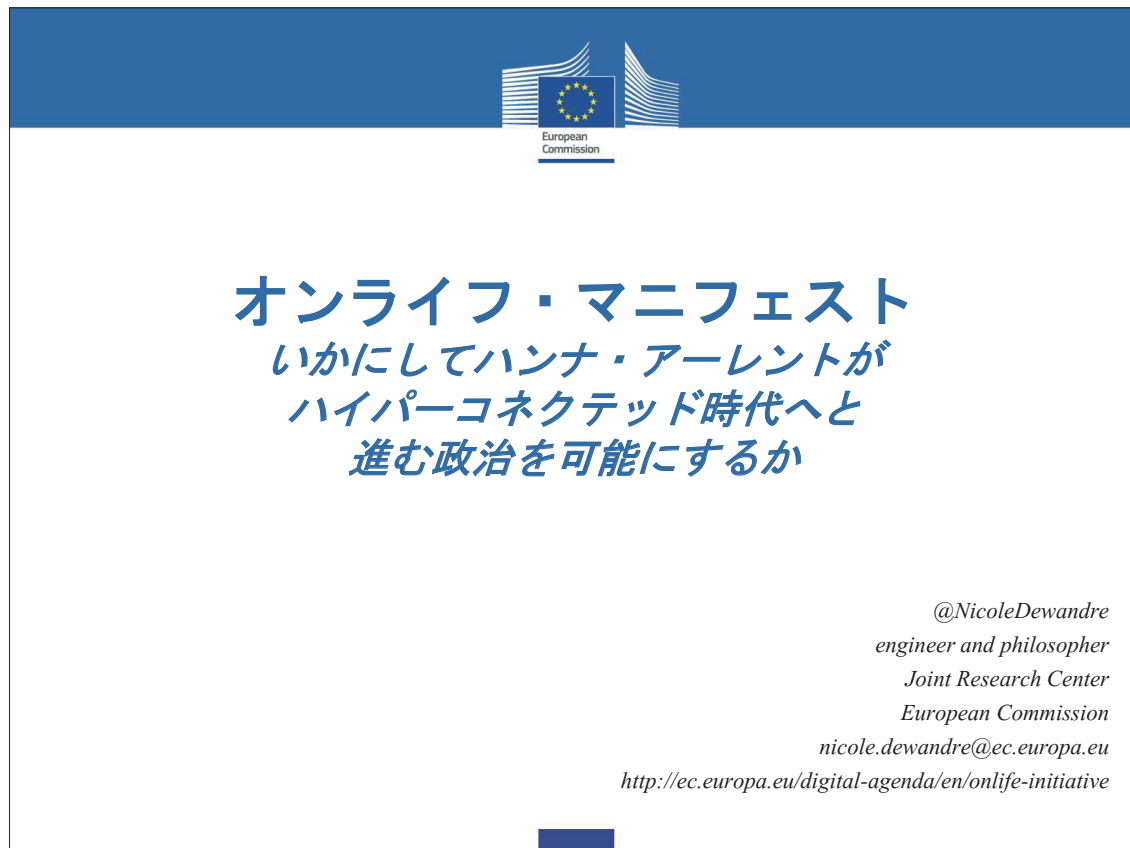 European
Commission
オンライフ・マニフェスト
いかにしてハンナ・アーレントが
ハイパーコネクテッド時代へと
進む政治を可能にするか
@NicoleDewandre
engineer and philosopher
Joint Research Center
European Commission
nicole.dewandre@ec.europa.eu
http://ec.europa.eu/digital-agenda/en/onlife-initiative